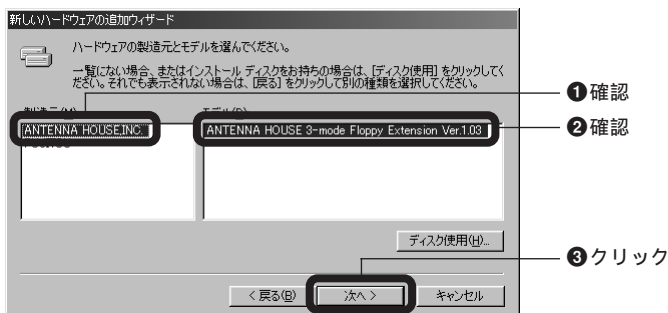 新しいハードウェアの追加ウィザード
ハードウェアの製造元とモデルを選んでください。
一覧にない場合、またはインストール ディスクをお持ちの場合は、[ディスク使用] をクリックしてく
ださい。それでも表示されない場合は、[戻る] をクリックして別の種類を選択してください。
❶確認
ANTENNA HOUSE,INC.
ANTENNA HOUSE 3-mode Floppy Extension Ver.1.03
❷確認
ディスク使用(H)...
❸クリック
< 戻る(B)
次へ >
キャンセル